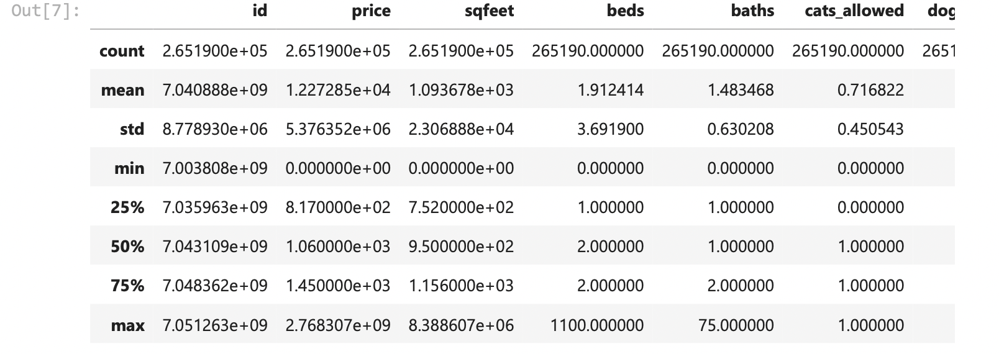 Out[7]: id price sqfeet beds baths cats_allowed dog
count 2.651900e+05 2.651900e+05 2.651900e+05 265190.000000 265190.000000 265190.000000 2651
mean 7.040888e+09 1.227285e+04 1.093678e+03 1.912414 1.483468 0.716822
std 8.778930e+06 5.376352e+06 2.306888e+04 3.691900 0.630208 0.450543
min 7.003808e+09 0.000000e+00 0.000000e+00 0.000000 0.000000 0.000000
25% 7.035963e+09 8.170000e+02 7.520000e+02 1.000000 1.000000 0.000000
50% 7.043109e+09 1.060000e+03 9.500000e+02 2.000000 1.000000 1.000000
75% 7.048362e+09 1.450000e+03 1.156000e+03 2.000000 2.000000 1.000000
max 7.051263e+09 2.768307e+09 8.388607e+06 1100.000000 75.000000 1.000000